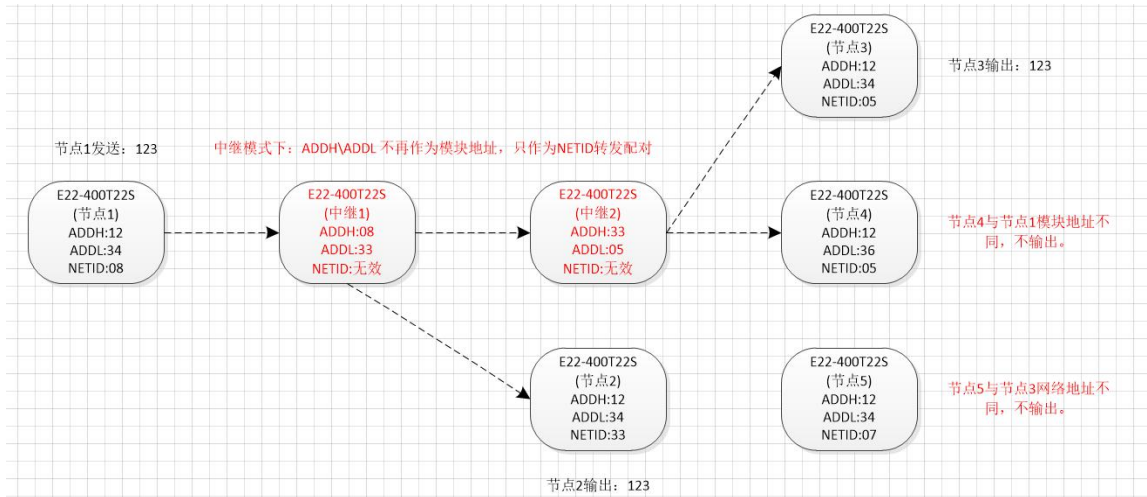 E22-400T22S
(节点3)
ADDH:12
ADDL:34
NETID:05
节点3输出：123
节点1发送：123
中继模式下：ADDH\ADDL 不再作为模块地址，只作为NETID转发配对
E22-400T22S
(节点1)
ADDH:12
ADDL:34
NETID:08
E22-400T22S
(中继1)
ADDH:08
ADDL:33
NETID:无效
E22-400T22S
(中继2)
ADDH:33
ADDL:05
NETID:无效
E22-400T22S
(节点4)
ADDH:12
ADDL:36
NETID:05
节点4与节点1模块地址不
同，不输出。
E22-400T22S
(节点2)
ADDH:12
ADDL:34
NETID:33
E22-400T22S
(节点5)
ADDH:12
ADDL:34
NETID:07
节点5与节点3网络地址不
同，不输出。
节点2输出：123